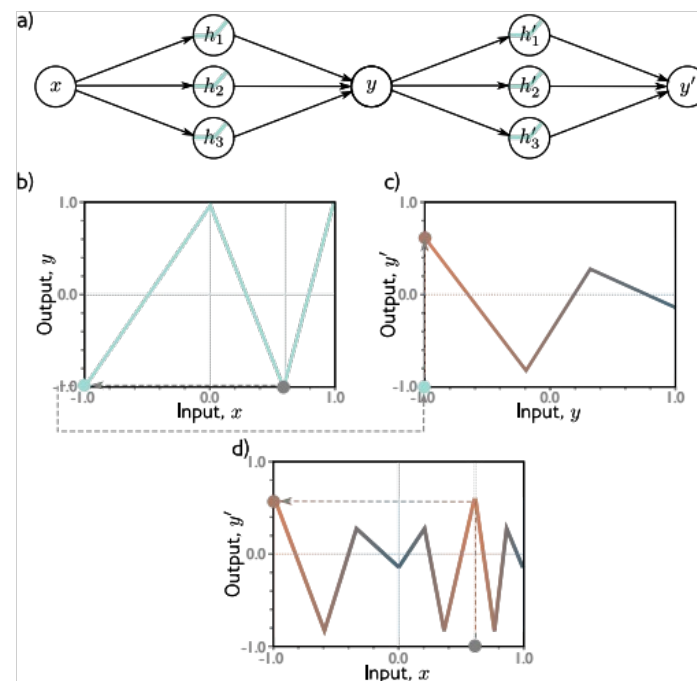 a)
h₁ h′₁
x h₂ y h′₂ y′
h₃ h′₃
b) c)
1.0 1.0
Output, y Output, y′
0.0 0.0
-1.0 -1.0
-1.0 0.0 1.0 -1.0 0.0 1.0
Input, x Input, y
d)
1.0
Output, y′
0.0
-1.0
-1.0 0.0 1.0
Input, x